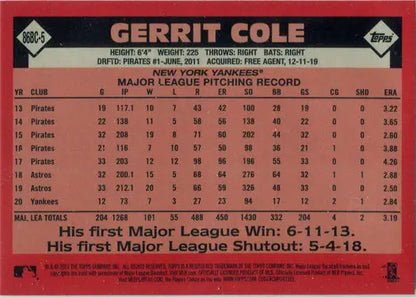 86BC-5
GERRIT COLE
topps
HEIGHT: 6'4" WEIGHT: 225 THROWS: RIGHT BATS: RIGHT
DRFTD: PIRATES #1-JUNE, 2011 ACQUIRED: FREE AGENT, 12-11-19
NEW YORK YANKEES®
MAJOR LEAGUE PITCHING RECORD
YR CLUB G IP W L R ER SO BB GS CG SHO ERA
13 Pirates 19 117.1 10 7 43 42 100 28 19 0 0 3.22
14 Pirates 22 138 11 5 58 56 138 40 22 0 0 3.65
15 Pirates 32 208 19 8 71 60 202 44 32 0 0 2.60
16 Pirates 21 116 7 10 98 36 21 1 0 3.88
17 Pirates 33 203 12 12 98 96 196 55 33 0 0 4.26
18 Astros 32 200.1 15 5 64 32 1 1 2.88
19 Astros 33 212.1 20 5 66 48 33 0 0 2.50
20 Yankees 12 73 7 3 27 23 94 17 12 2 1 2.84
MAJ. LEA TOTALS 204 1268 101 55 488 450 1430 332 204 4 2 3.19
His first Major League Win: 6-11-13.
His first Major League Shutout: 5-4-18.